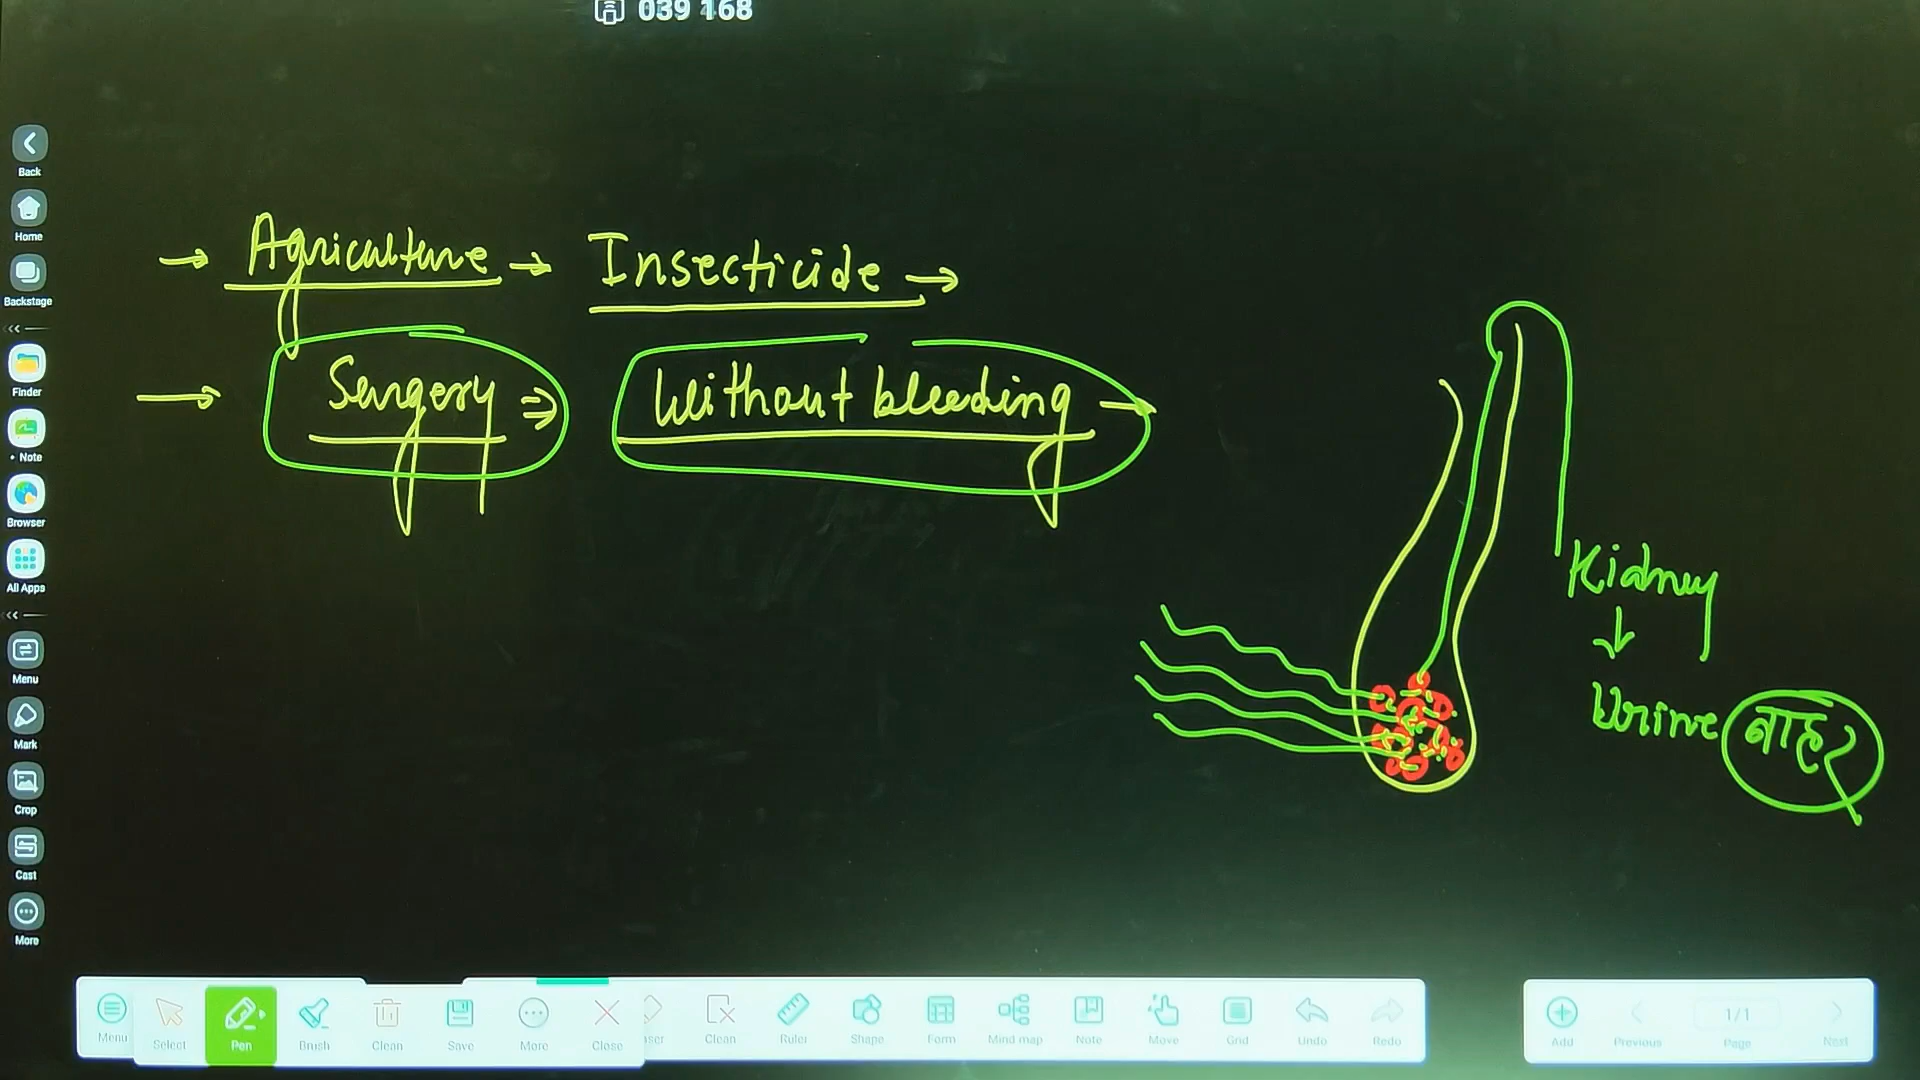 039 168
Back
Home
Backstage
Finder
• Note
Browser
All Apps
Menu
Mark
Crop
Cast
More
→ Agriculture → Insecticide →
→ Surgery ⇒ Without bleeding →
Kidney
↓
Urine बाहर
Menu Select Pen Brush Clean Save More Close Clean Ruler Shape Form Mind map Note Move Grid Undo Redo
Add Previous 1/1 Page Next